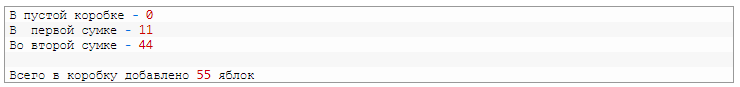 В пустой коробке - 0
В  первой сумке - 11
Во второй сумке - 44
Всего в коробку добавлено 55 яблок